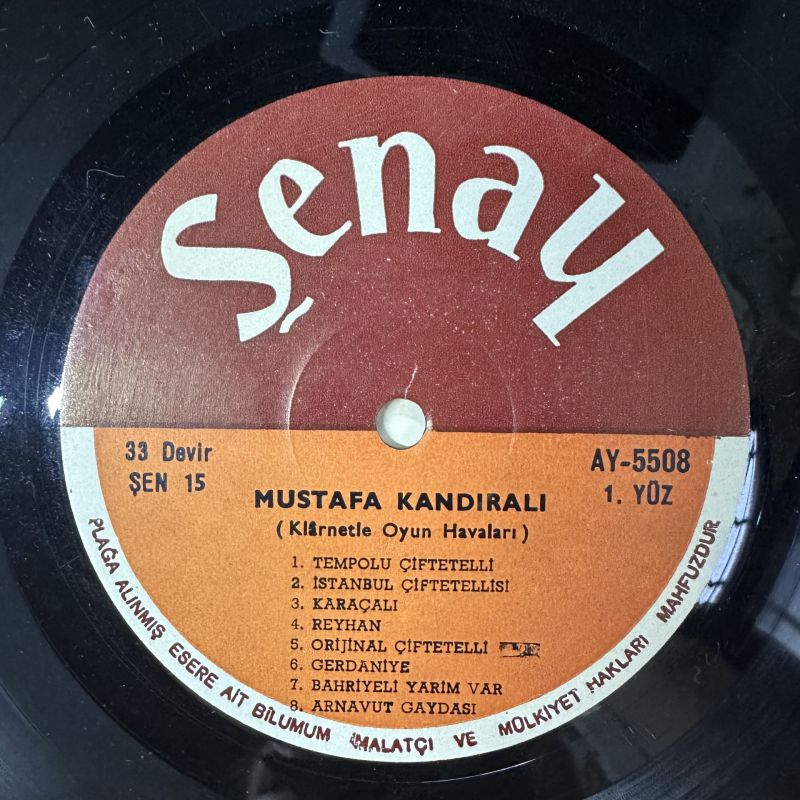 Şenay
33 Devir
ŞEN 15
AY-5508
1. YÜZ
MUSTAFA KANDIRALI
(Klârnetle Oyun Havaları)
1. TEMPOLU ÇİFTETELLİ
2. İSTANBUL ÇİFTETELLİSİ
3. KARAÇALI
4. REYHAN
5. ORİJİNAL ÇİFTETELLİ
6. GERDANİYE
7. BAHRİYELİ YARİM VAR
8. ARNAVUT GAYDASI
PLAĞA ALINMIŞ ESERE AİT BİLUMUM İMALATÇI VE MÜLKİYET HAKLARI MAHFUZDUR